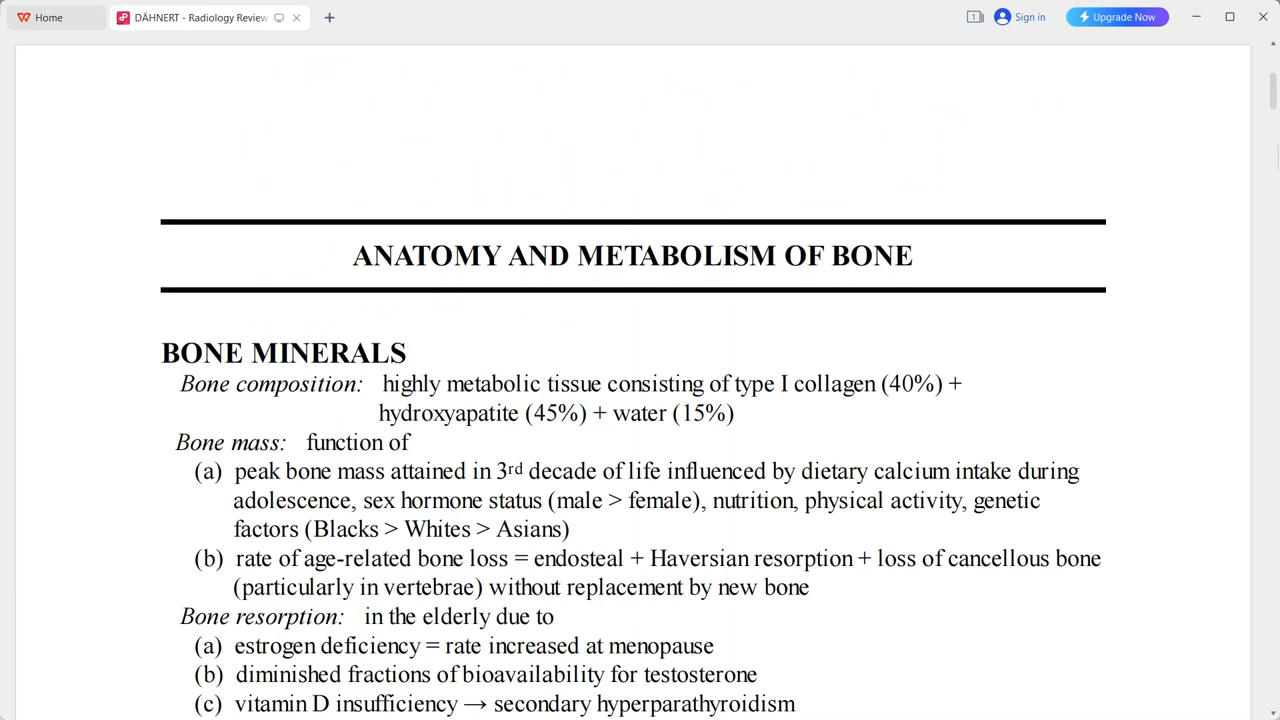 Home
DÄHNERT - Radiology Review
1
Sign in
Upgrade Now
ANATOMY AND METABOLISM OF BONE
BONE MINERALS
Bone composition: highly metabolic tissue consisting of type I collagen (40%) +
hydroxyapatite (45%) + water (15%)
Bone mass: function of
(a) peak bone mass attained in 3rd decade of life influenced by dietary calcium intake during
adolescence, sex hormone status (male > female), nutrition, physical activity, genetic
factors (Blacks > Whites > Asians)
(b) rate of age-related bone loss = endosteal + Haversian resorption + loss of cancellous bone
(particularly in vertebrae) without replacement by new bone
Bone resorption: in the elderly due to
(a) estrogen deficiency = rate increased at menopause
(b) diminished fractions of bioavailability for testosterone
(c) vitamin D insufficiency → secondary hyperparathyroidism